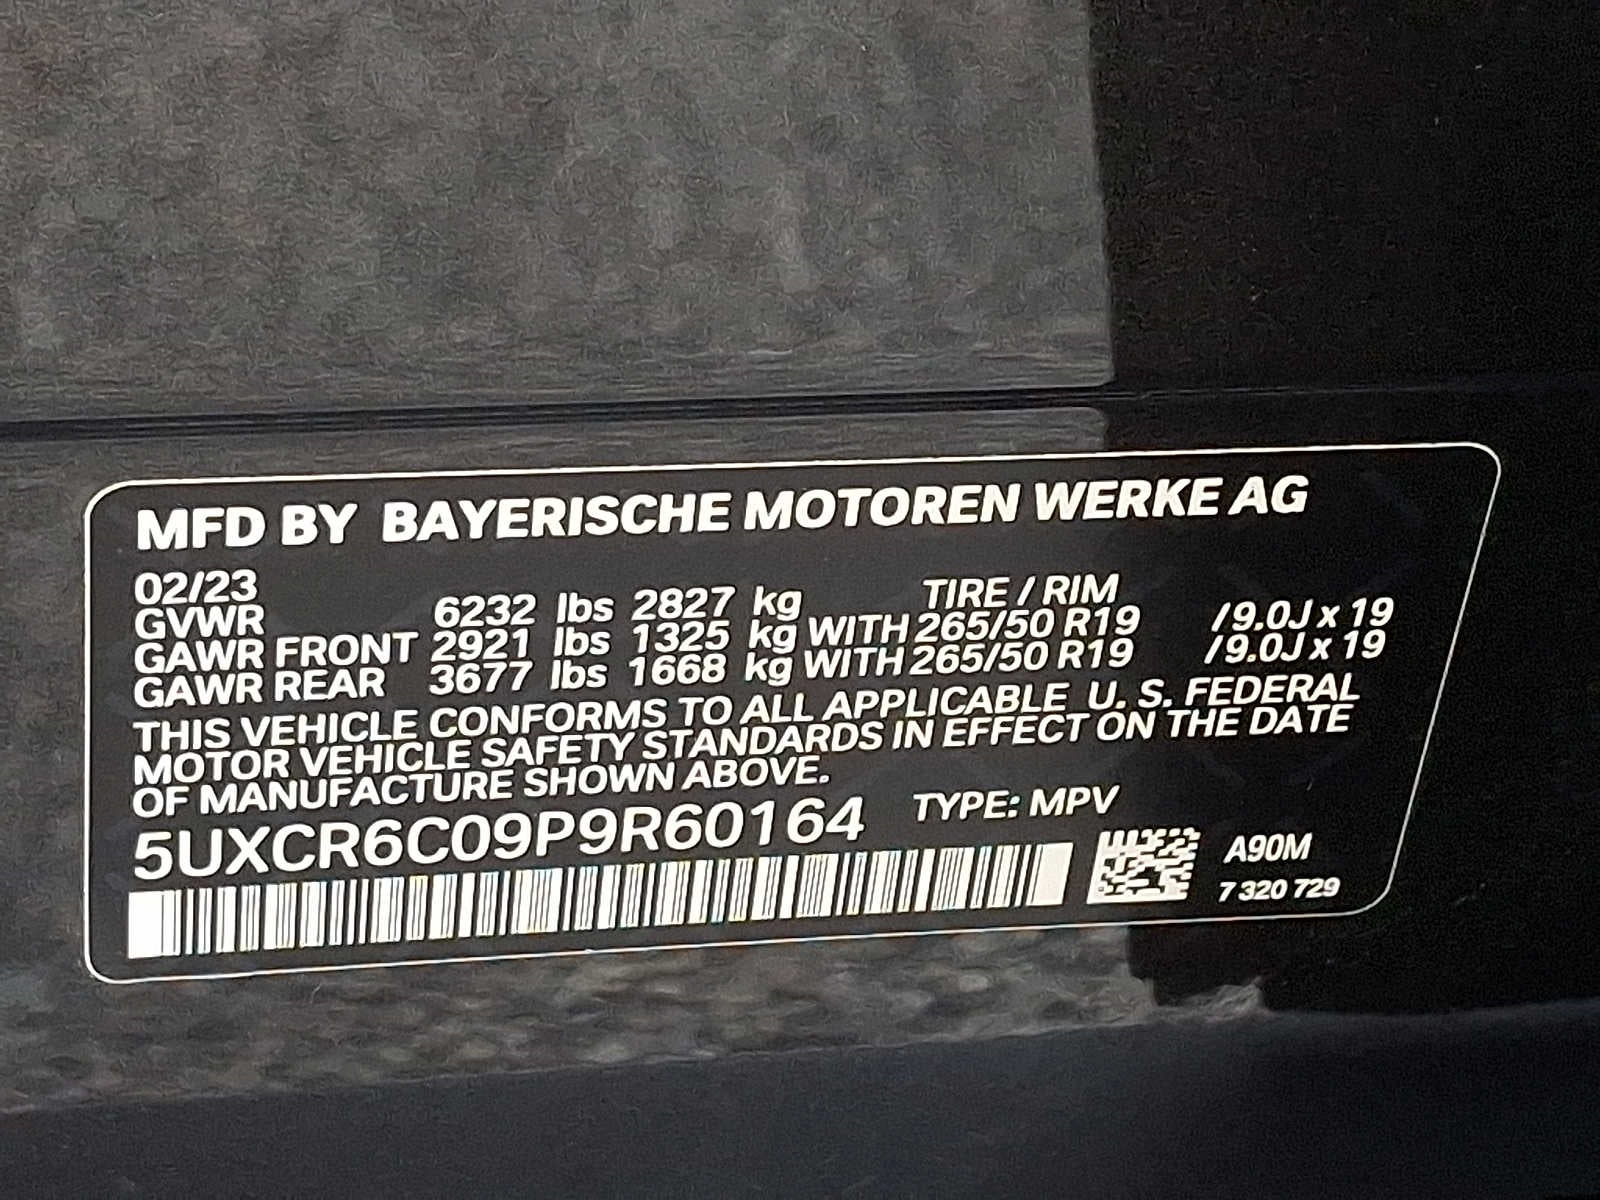 MFD BY BAYERISCHE MOTOREN WERKE AG
02/23 TIRE / RIM
GVWR 6232 lbs 2827 kg
GAWR FRONT 2921 lbs 1325 kg WITH 265/50 R19 / 9.0J x 19
GAWR REAR 3677 lbs 1668 kg WITH 265/50 R19 / 9.0J x 19
THIS VEHICLE CONFORMS TO ALL APPLICABLE U. S. FEDERAL
MOTOR VEHICLE SAFETY STANDARDS IN EFFECT ON THE DATE
OF MANUFACTURE SHOWN ABOVE.
5UXCR6C09P9R60164 TYPE: MPV
A90M
7 320 729